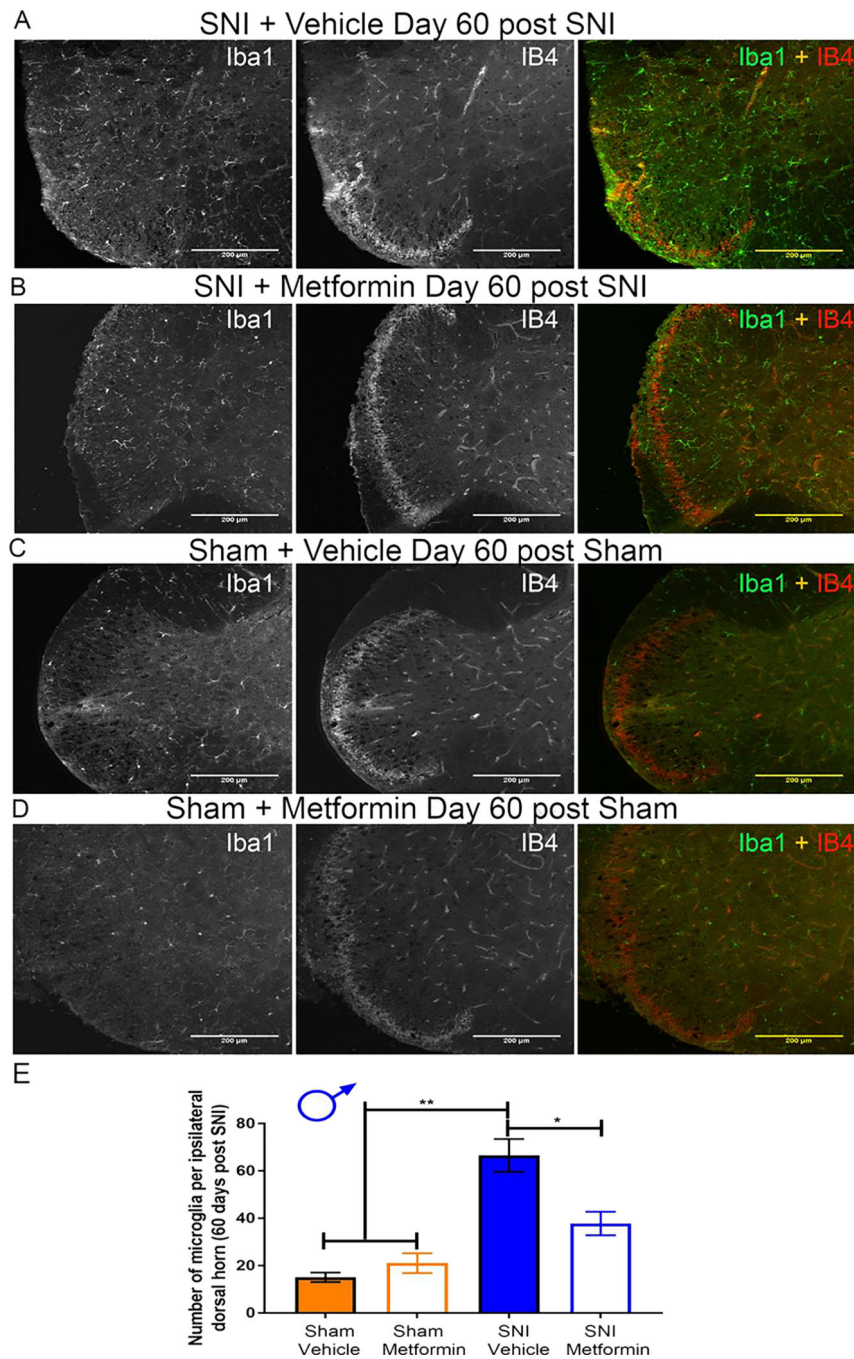 A
SNI + Vehicle Day 60 post SNI
Iba1
IB4
Iba1 + IB4
200 µm
200 µm
200 µm
B
SNI + Metformin Day 60 post SNI
Iba1
IB4
Iba1 + IB4
200 µm
200 µm
200 µm
C
Sham + Vehicle Day 60 post Sham
Iba1
IB4
Iba1 + IB4
200 µm
200 µm
200 µm
D
Sham + Metformin Day 60 post Sham
Iba1
IB4
Iba1 + IB4
200 µm
200 µm
200 µm
E
Number of microglia per ipsilateral
dorsal horn (60 days post SNI)
80
60
40
20
0
**
*
Sham
Vehicle
Sham
Metformin
SNI
Vehicle
SNI
Metformin